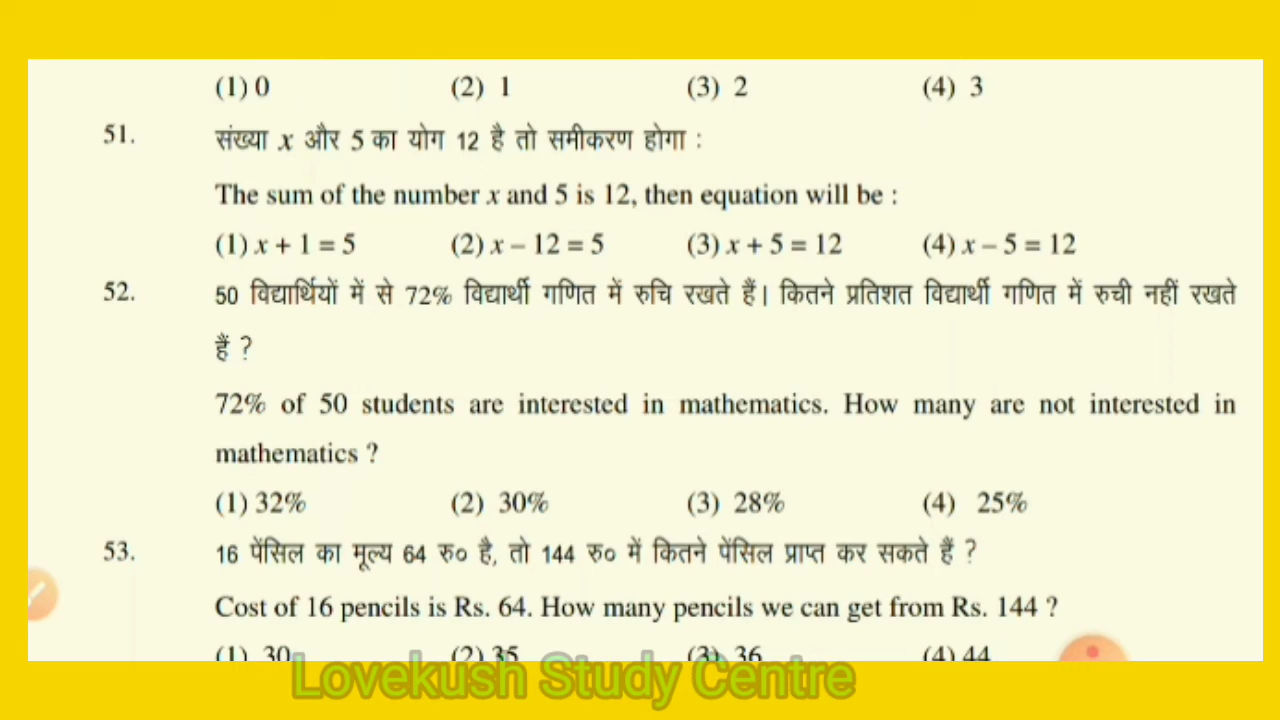 (1) 0 (2) 1 (3) 2 (4) 3
51. संख्या x और 5 का योग 12 है तो समीकरण होगा :
The sum of the number x and 5 is 12, then equation will be :
(1) x + 1 = 5 (2) x – 12 = 5 (3) x + 5 = 12 (4) x – 5 = 12
52. 50 विद्यार्थियों में से 72% विद्यार्थी गणित में रुचि रखते हैं। कितने प्रतिशत विद्यार्थी गणित में रुची नहीं रखते
हैं ?
72% of 50 students are interested in mathematics. How many are not interested in
mathematics ?
(1) 32% (2) 30% (3) 28% (4) 25%
53. 16 पेंसिल का मूल्य 64 रु० है, तो 144 रु० में कितने पेंसिल प्राप्त कर सकते हैं ?
Cost of 16 pencils is Rs. 64. How many pencils we can get from Rs. 144 ?
(1) 30 (2) 35 (3) 36 (4) 44
Lovekush Study Centre